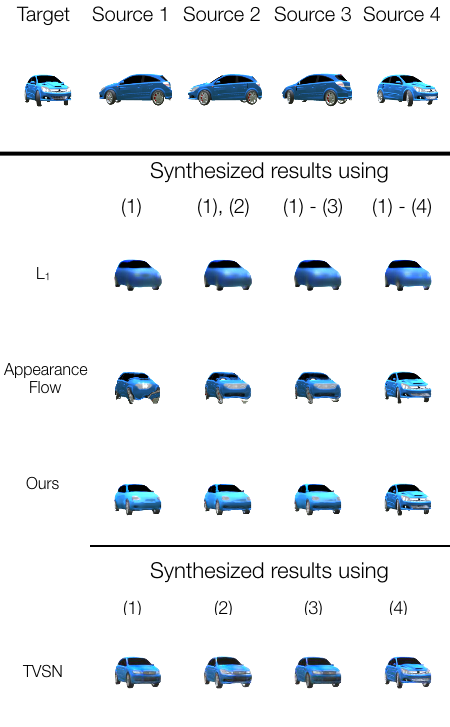 Target Source 1 Source 2 Source 3 Source 4
Synthesized results using
(1) (1), (2) (1) - (3) (1) - (4)
L₁
Appearance
Flow
Ours
Synthesized results using
(1) (2) (3) (4)
TVSN